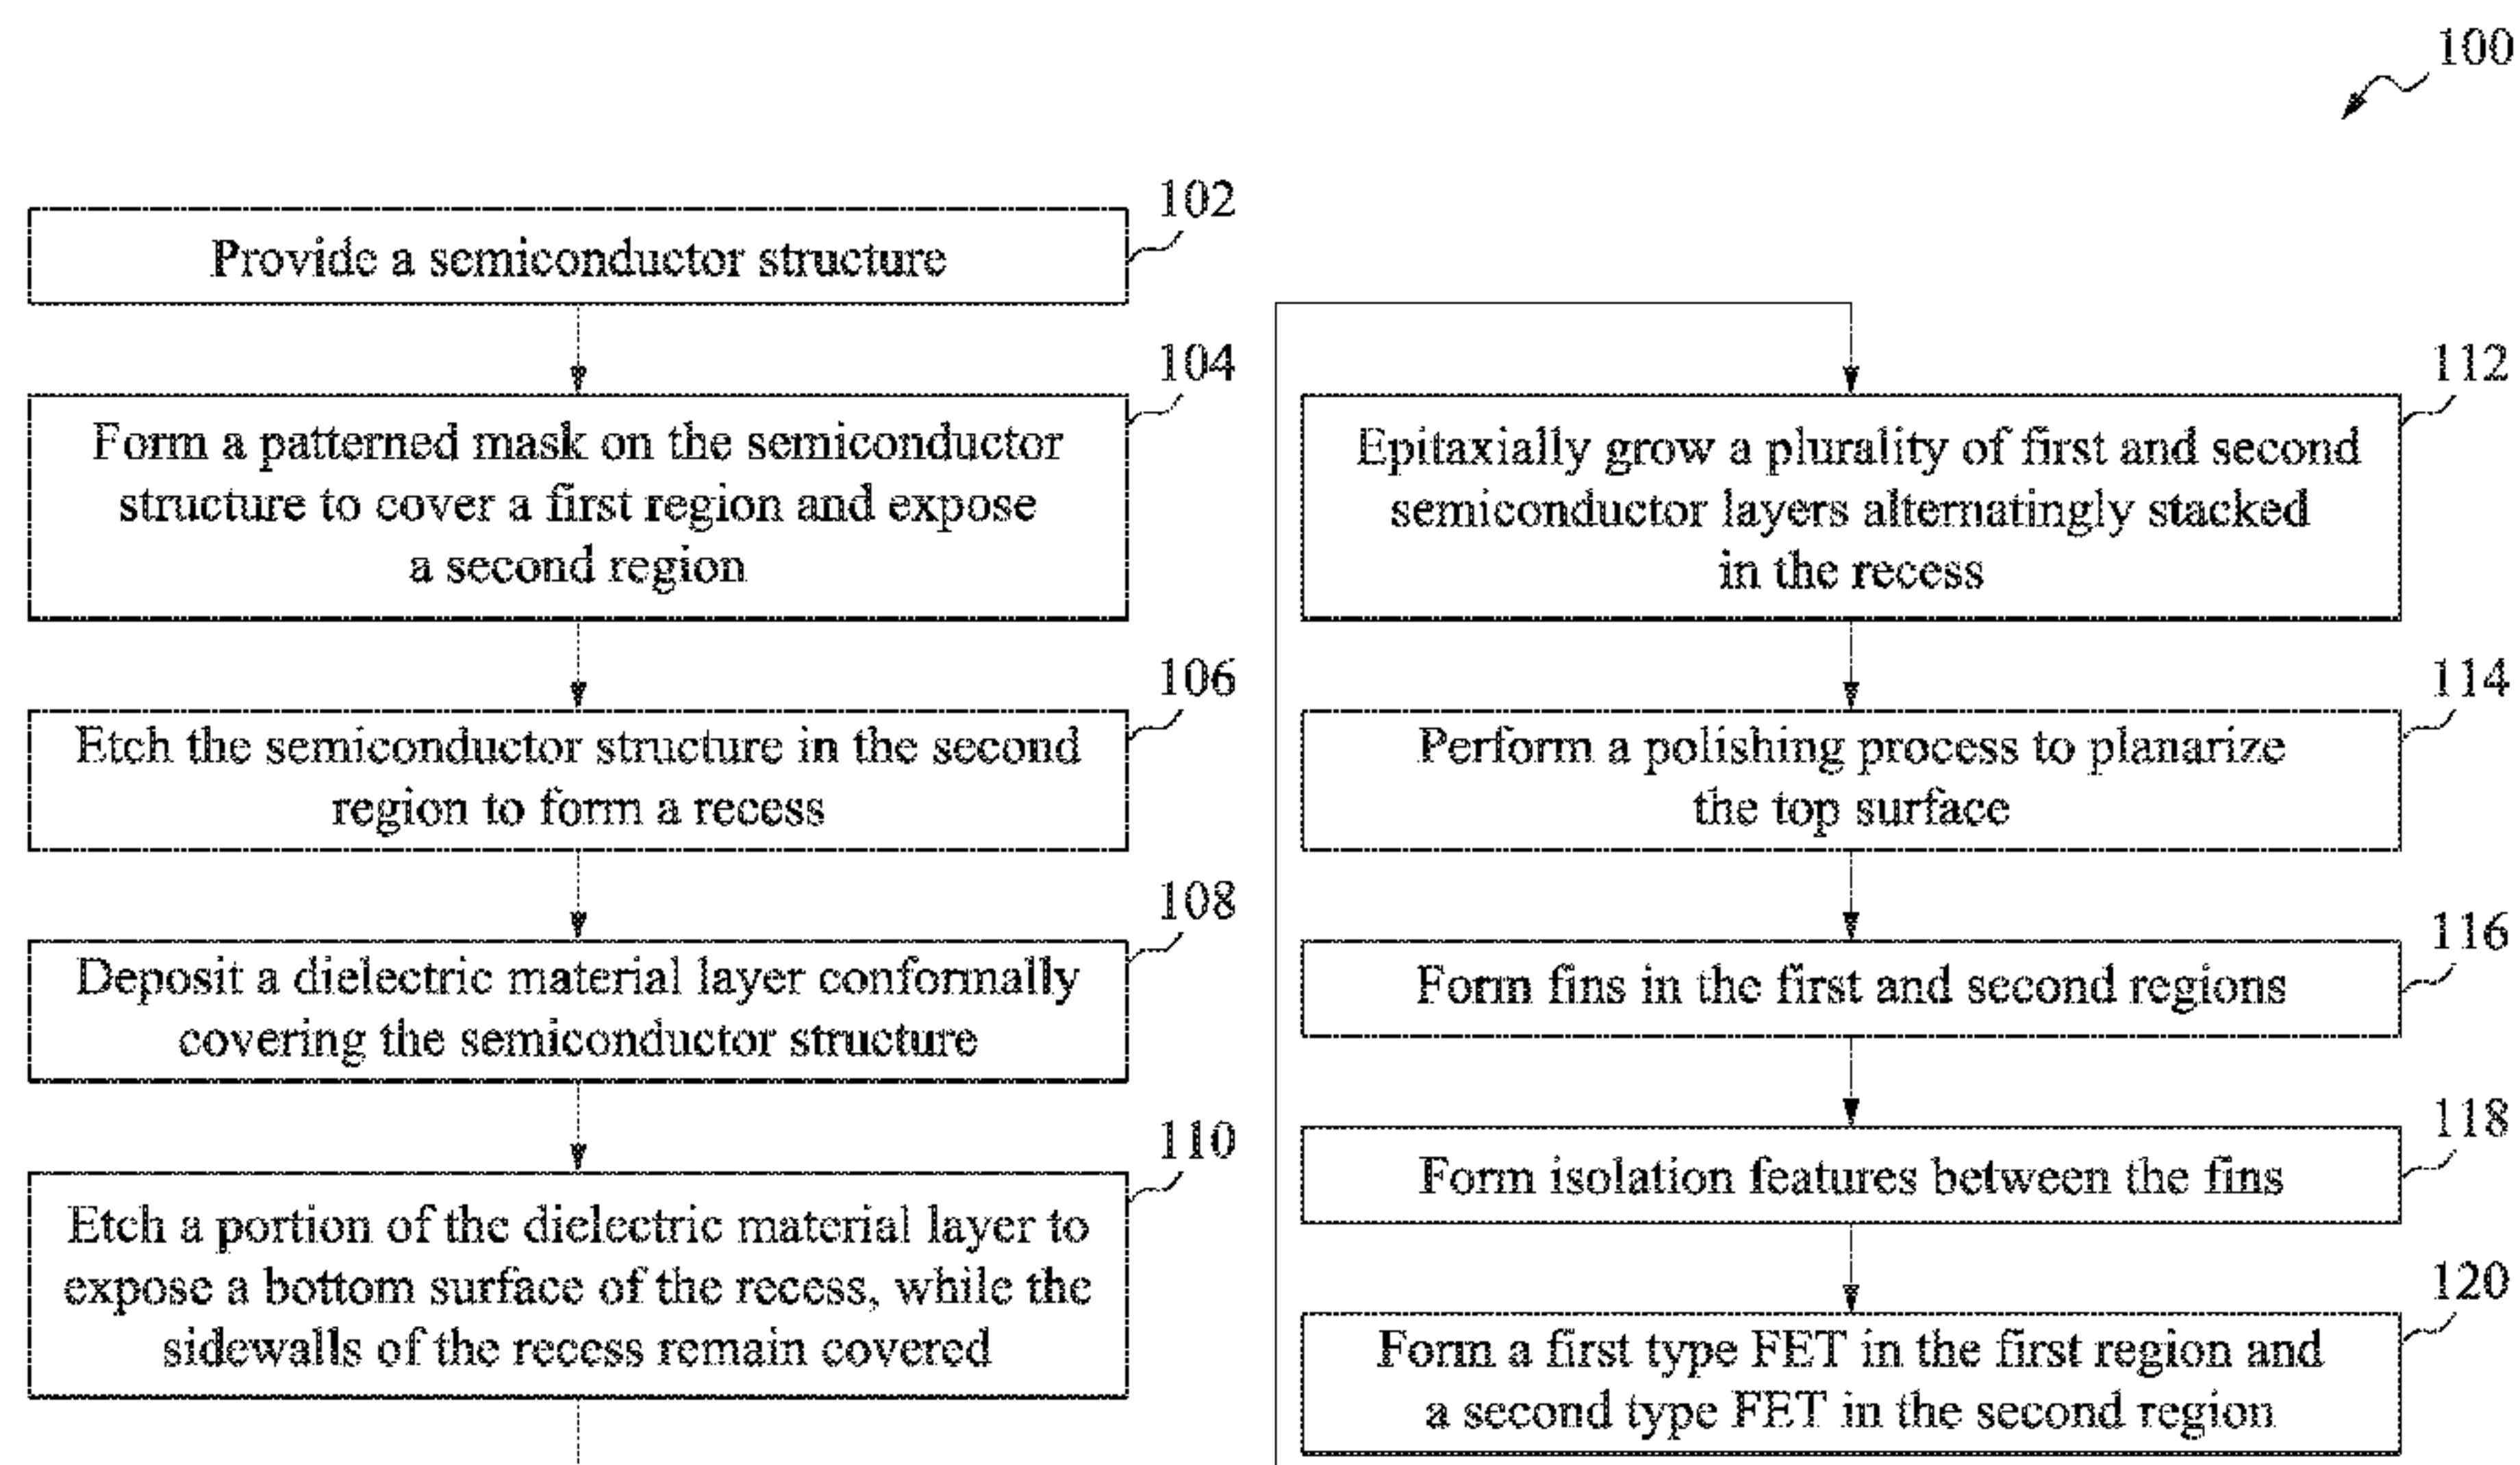 100
102
Provide a semiconductor structure
104
Form a patterned mask on the semiconductor
structure to cover a first region and expose
a second region
106
Etch the semiconductor structure in the second
region to form a recess
108
Deposit a dielectric material layer conformally
covering the semiconductor structure
110
Etch a portion of the dielectric material layer to
expose a bottom surface of the recess, while the
sidewalls of the recess remain covered
112
Epitaxially grow a plurality of first and second
semiconductor layers alternatingly stacked
in the recess
114
Perform a polishing process to planarize
the top surface
116
Form fins in the first and second regions
118
Form isolation features between the fins
120
Form a first type FET in the first region and
a second type FET in the second region